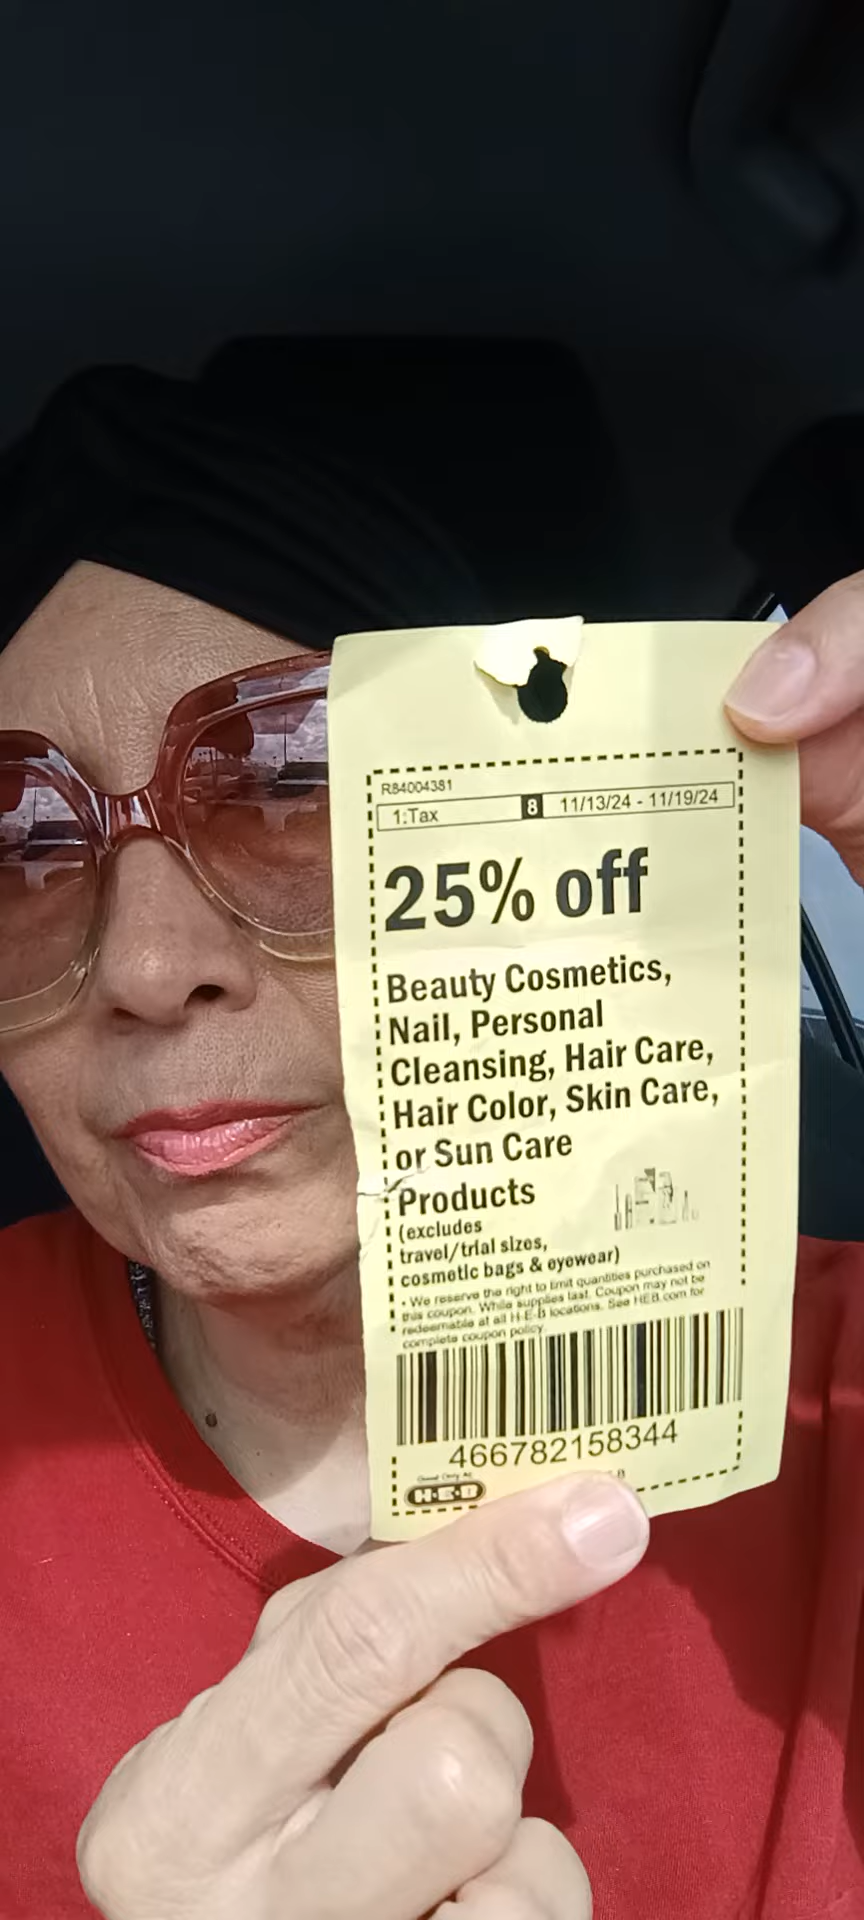 R84004381
1:Tax 8 11/13/24 - 11/19/24
25% off
Beauty Cosmetics,
Nail, Personal
Cleansing, Hair Care,
Hair Color, Skin Care,
or Sun Care
Products
(excludes
travel/trial sizes,
cosmetic bags & eyewear)
• We reserve the right to limit quantities purchased on
this coupon. While supplies last. Coupon may not be
redeemable at all H-E-B locations. See HEB.com for
complete coupon policy.
466782158344
Good Only At
H-E-B